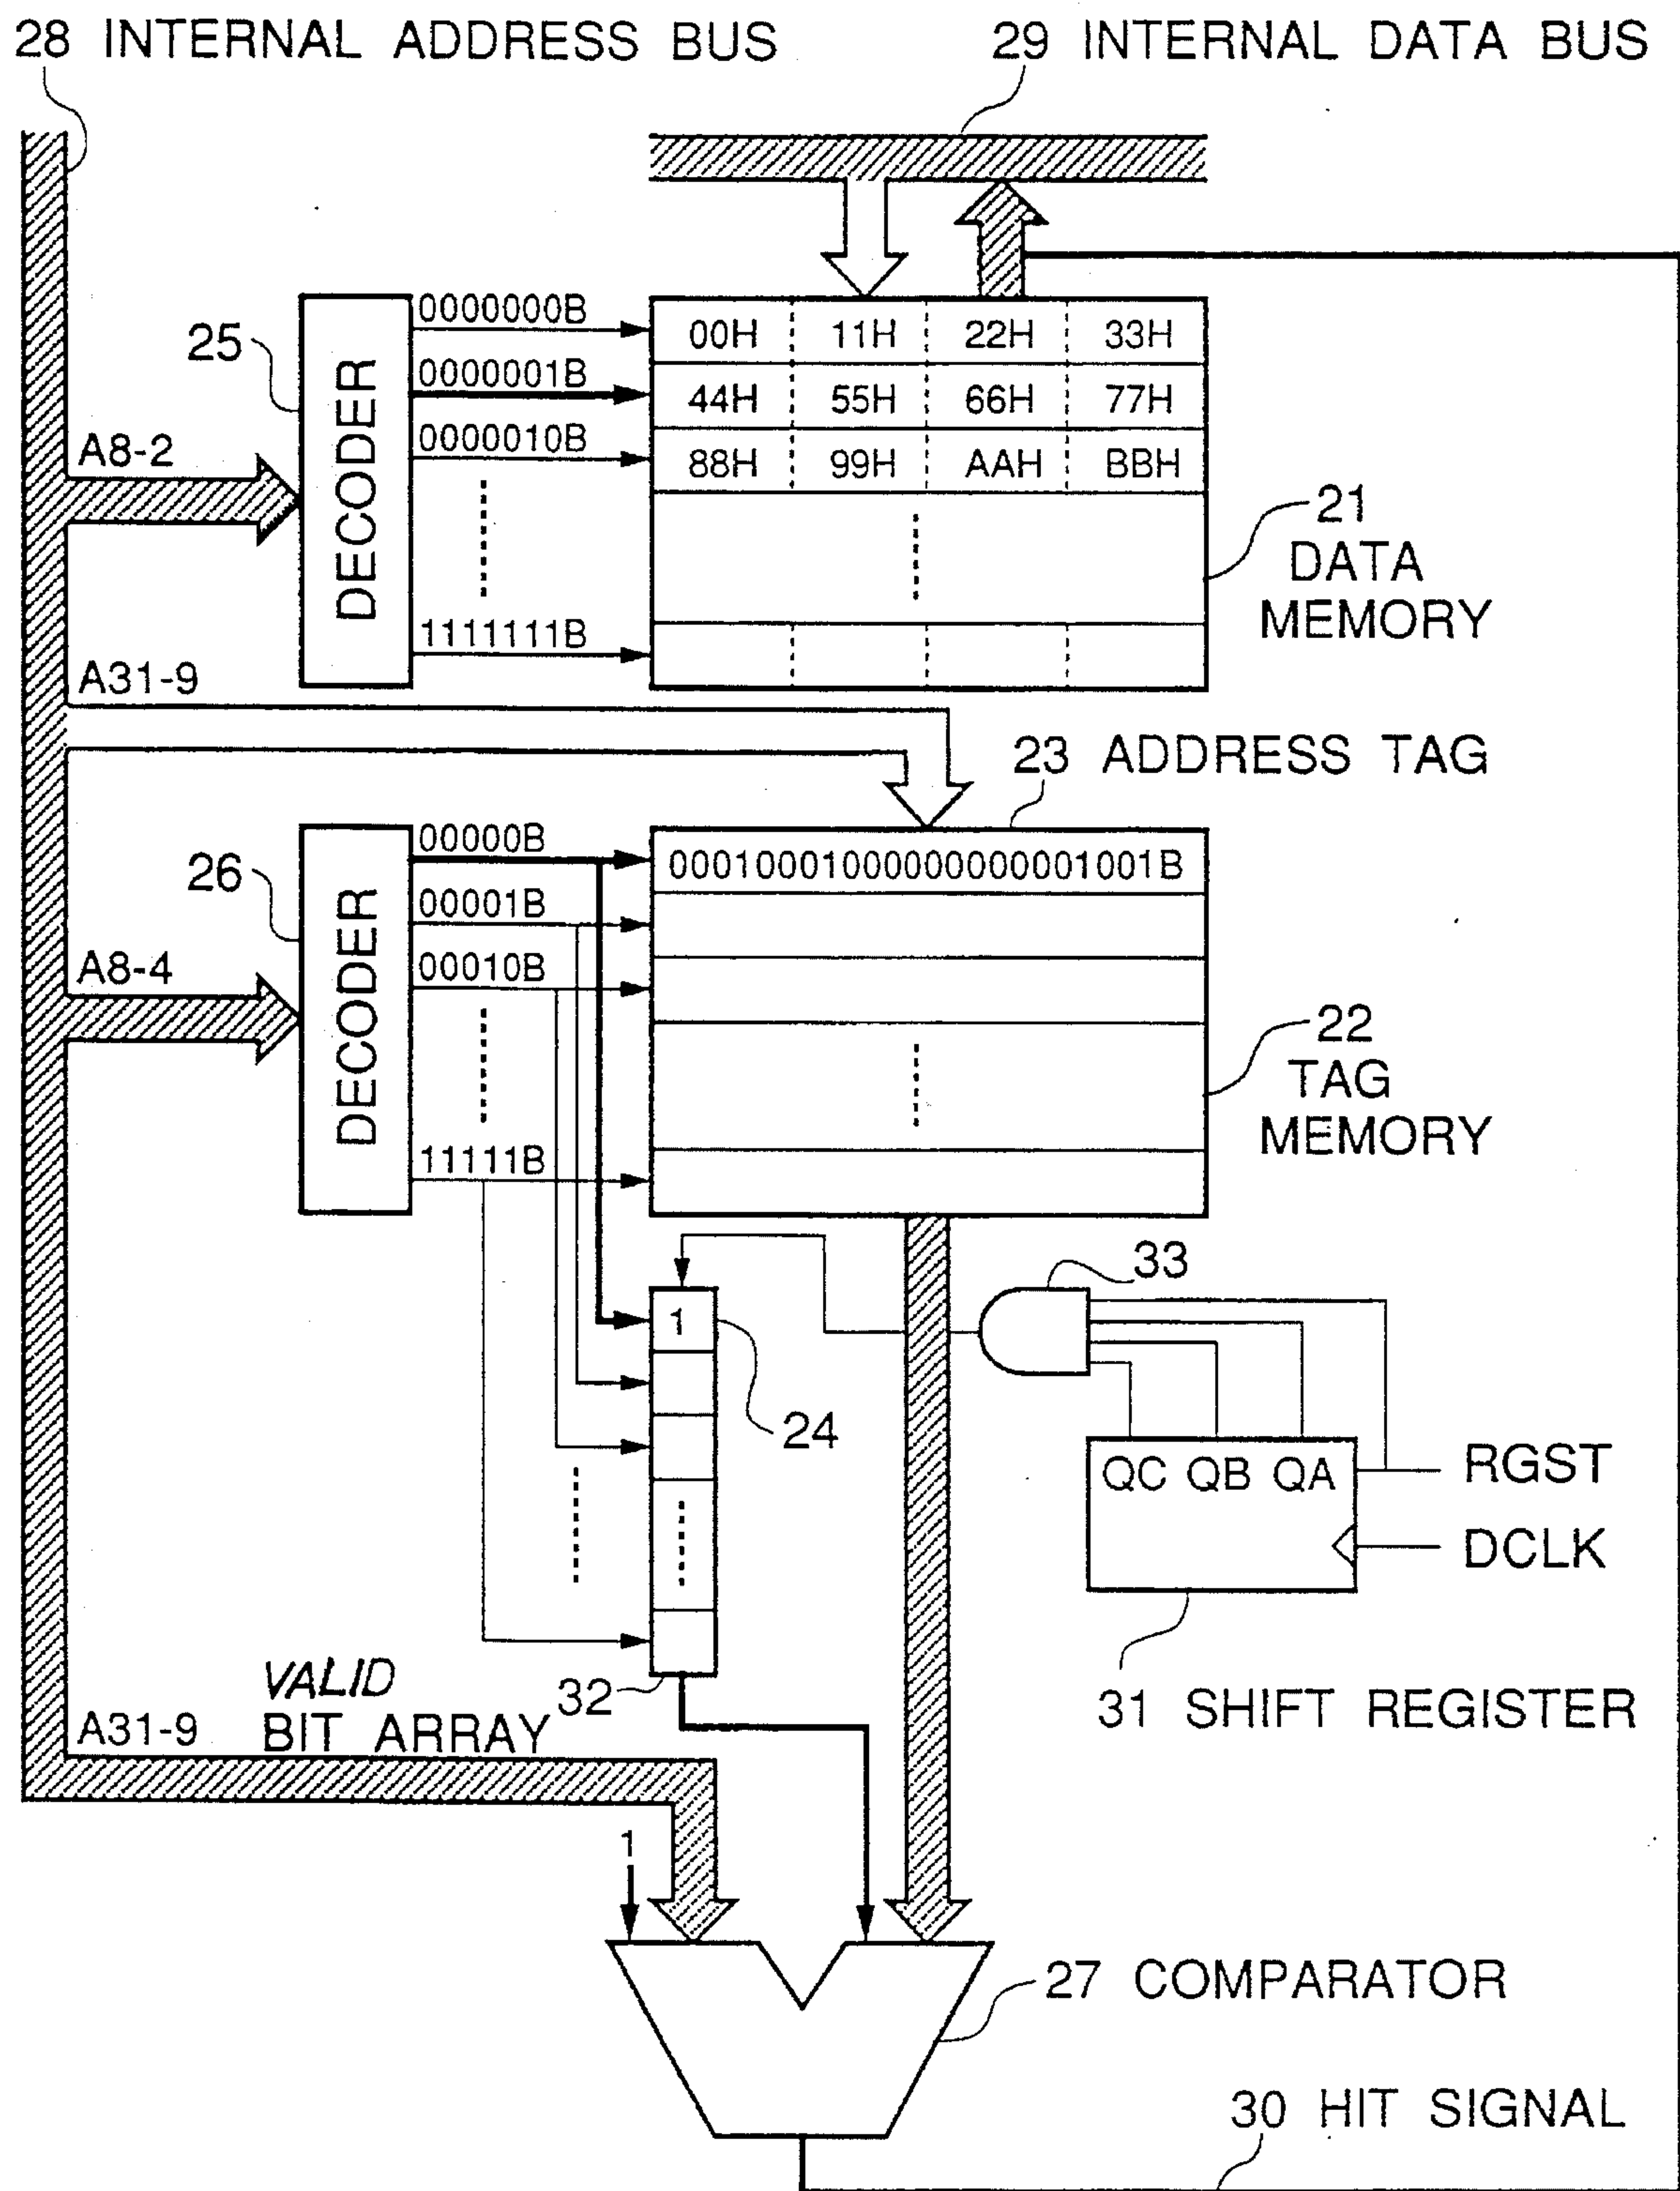 28 INTERNAL ADDRESS BUS
29 INTERNAL DATA BUS
25
DECODER
A8-2
0000000B
0000001B
0000010B
1111111B
00H 11H 22H 33H
44H 55H 66H 77H
88H 99H AAH BBH
21
DATA
MEMORY
A31-9
23 ADDRESS TAG
26
DECODER
A8-4
00000B
00001B
00010B
11111B
00010001000000000001001B
22
TAG
MEMORY
33
1
24
QC QB QA
RGST
DCLK
31 SHIFT REGISTER
32
VALID
BIT ARRAY
A31-9
1
27 COMPARATOR
30 HIT SIGNAL